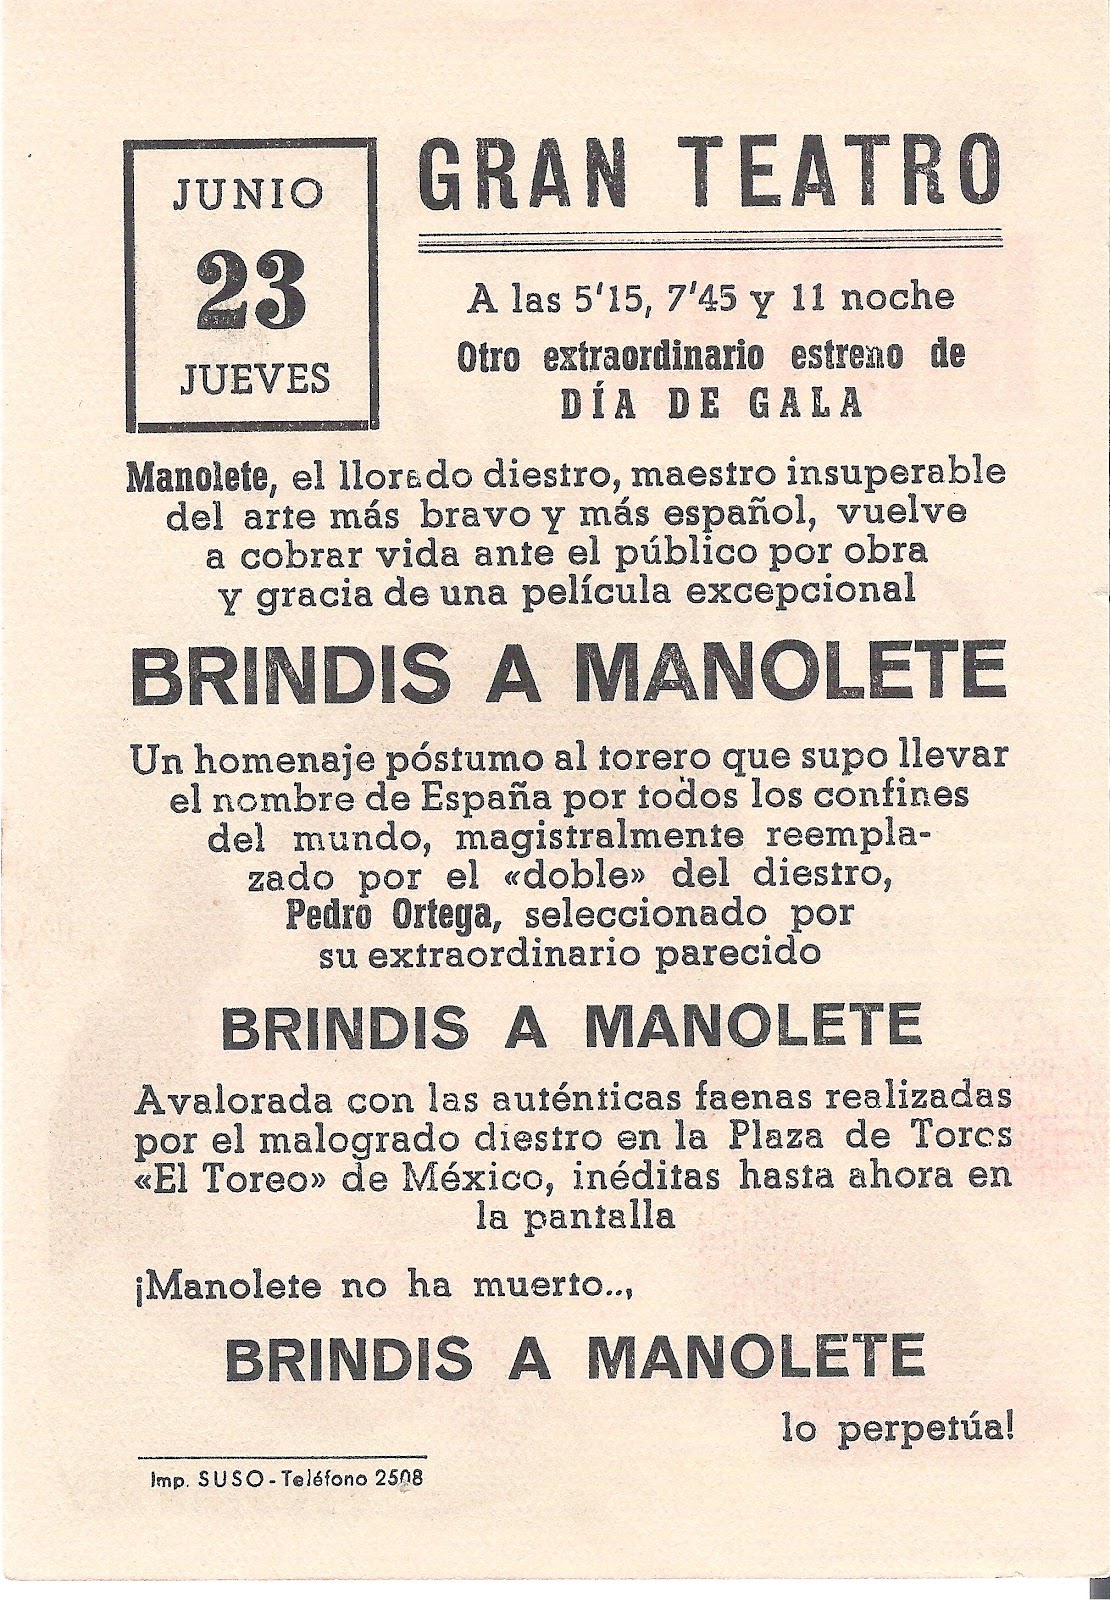 JUNIO
23
JUEVES
GRAN TEATRO
A las 5'15, 7'45 y 11 noche
Otro extraordinario estreno de
DÍA DE GALA
Manolete, el llorado diestro, maestro insuperable
del arte más bravo y más español, vuelve
a cobrar vida ante el público por obra
y gracia de una película excepcional
BRINDIS A MANOLETE
Un homenaje póstumo al torero que supo llevar
el nombre de España por todos los confines
del mundo, magistralmente reempla-
zado por el «doble» del diestro,
Pedro Ortega, seleccionado por
su extraordinario parecido
BRINDIS A MANOLETE
Avalorada con las auténticas faenas realizadas
por el malogrado diestro en la Plaza de Toros
«El Toreo» de México, inéditas hasta ahora en
la pantalla
¡Manolete no ha muerto..,
BRINDIS A MANOLETE
lo perpetúa!
Imp. SUSO - Teléfono 2508